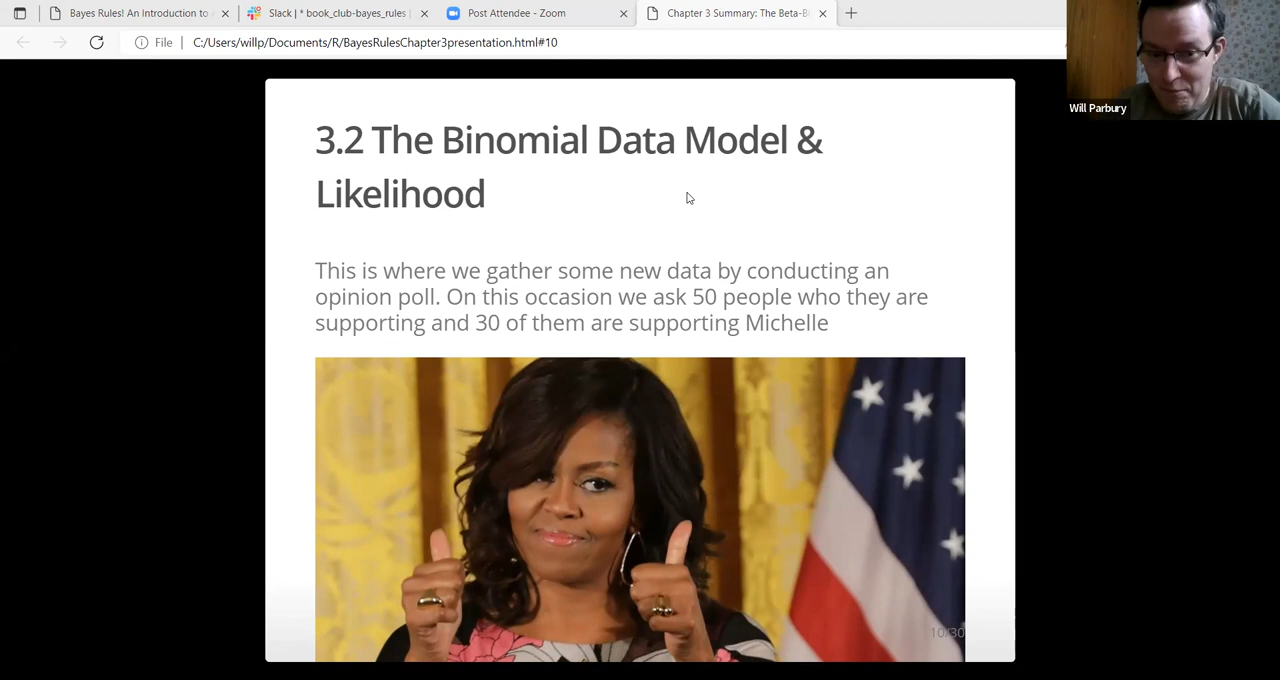 Bayes Rules! An Introduction to
Slack | * book_club-bayes_rules |
Post Attendee - Zoom
Chapter 3 Summary: The Beta-Bi
File
C:/Users/willp/Documents/R/BayesRulesChapter3presentation.html#10
Will Parbury
3.2 The Binomial Data Model &
Likelihood
This is where we gather some new data by conducting an
opinion poll. On this occasion we ask 50 people who they are
supporting and 30 of them are supporting Michelle
10/30